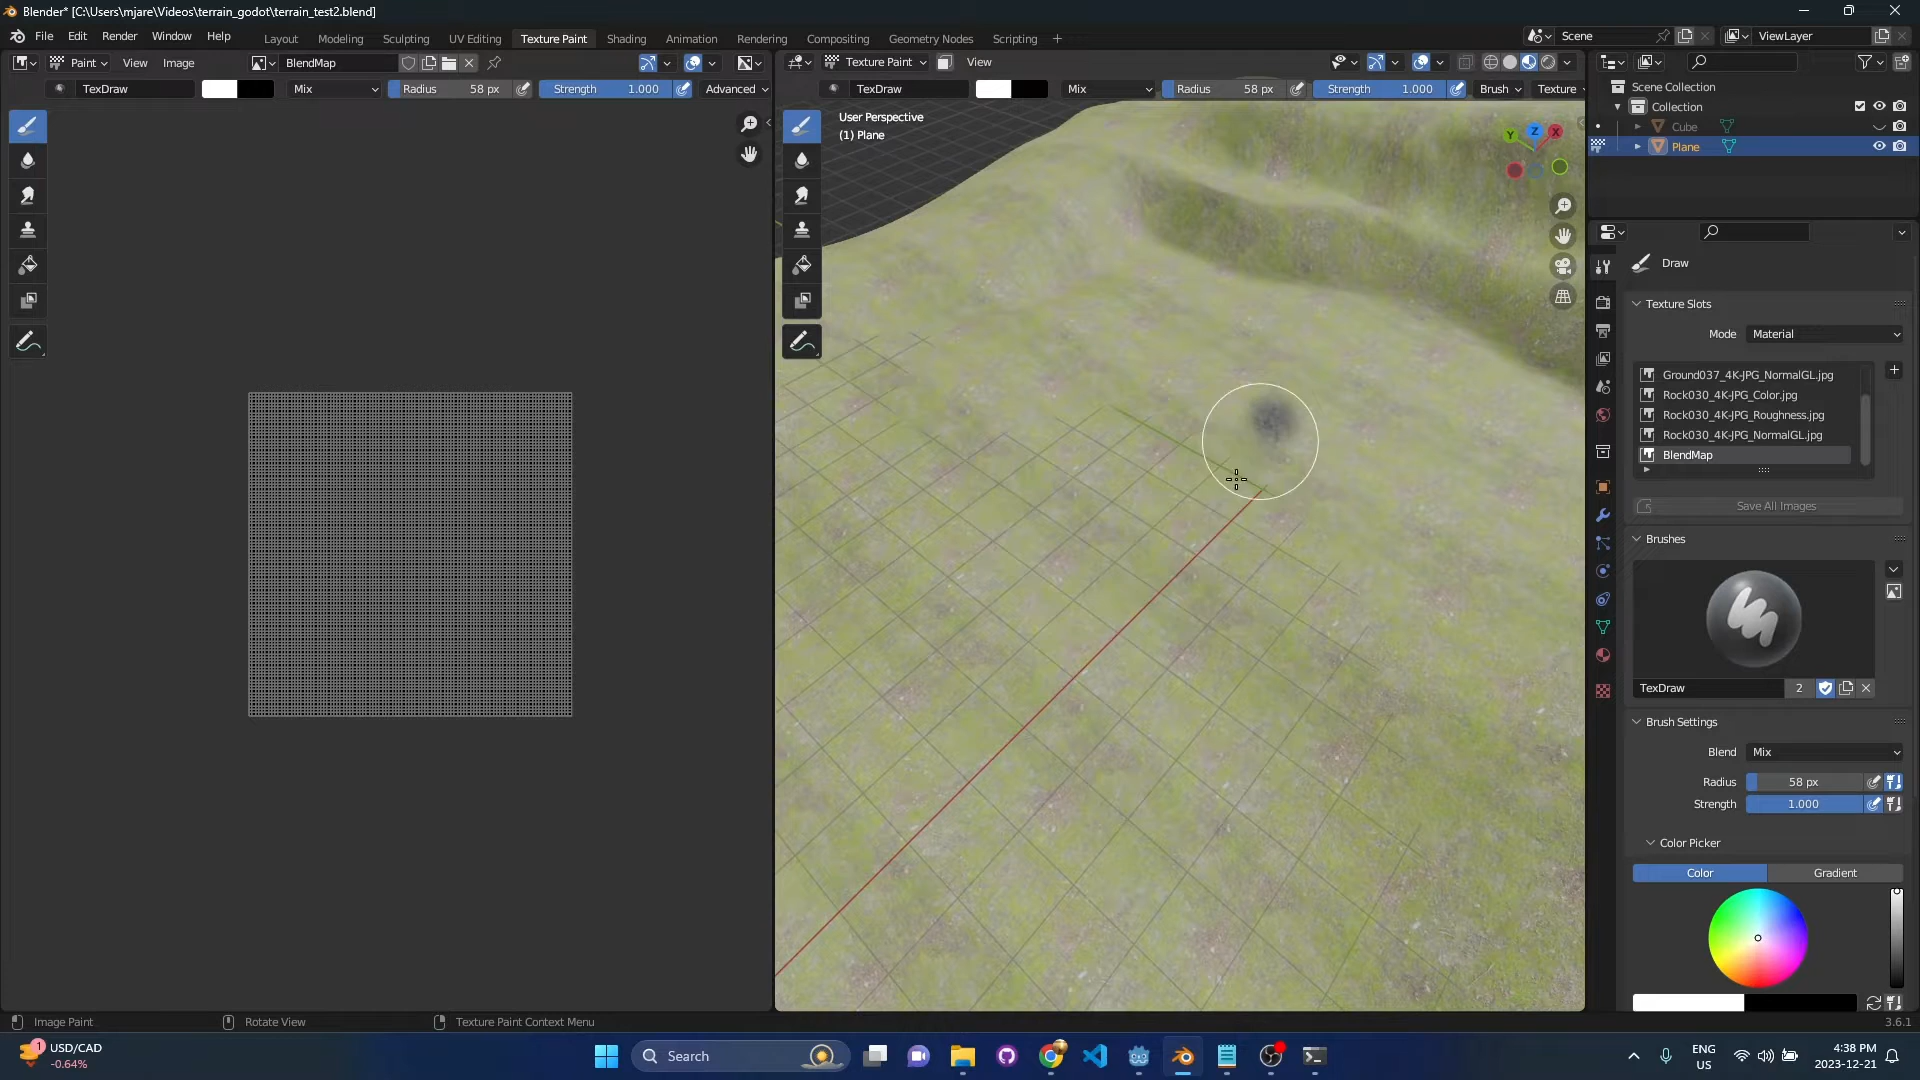 Blender* [C:\Users\mjare\Videos\terrain_godot\terrain_test2.blend]
File Edit Render Window Help
Layout Modeling Sculpting UV Editing Texture Paint Shading Animation Rendering Compositing Geometry Nodes Scripting +
Scene
ViewLayer
Paint View Image
BlendMap
Texture Paint View
TexDraw
Mix
Radius 58 px
Strength 1.000
Advanced
TexDraw
Mix
Radius 58 px
Strength 1.000
Brush
Texture
User Perspective
(1) Plane
Y Z X
Scene Collection
Collection
Cube
Plane
Draw
Texture Slots
Mode Material
Ground037_4K-JPG_NormalGL.jpg
Rock030_4K-JPG_Color.jpg
Rock030_4K-JPG_Roughness.jpg
Rock030_4K-JPG_NormalGL.jpg
BlendMap
Save All Images
Brushes
TexDraw 2
Brush Settings
Blend Mix
Radius 58 px
Strength 1.000
Color Picker
Color Gradient
Image Paint
Rotate View
Texture Paint Context Menu
3.6.1
1
USD/CAD
-0.64%
Search
ENG
US
4:38 PM
2023-12-21